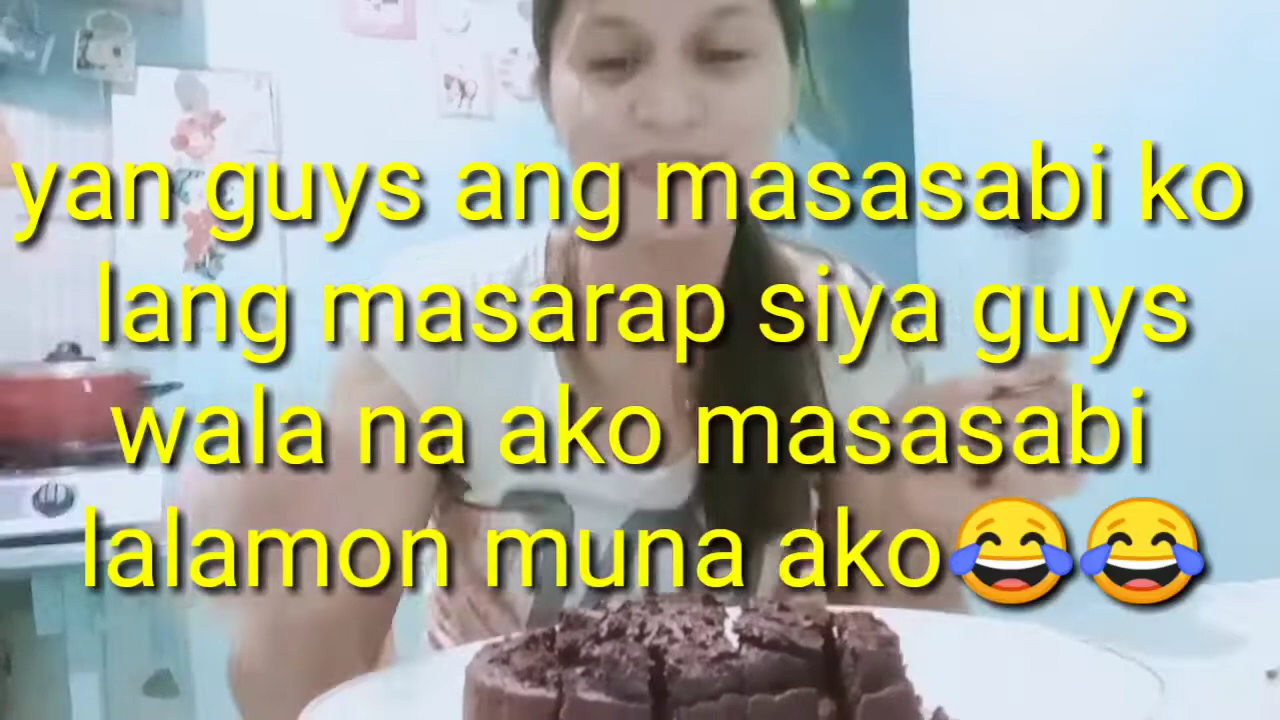 yan guys ang masasabi ko
lang masarap siya guys
wala na ako masasabi
lalamon muna ako😂😂